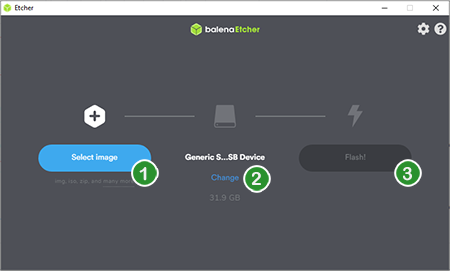 Etcher
balenaEtcher
Select image
1
img, iso, zip, and many more
Generic S...SB Device
Change
2
31.9 GB
Flash!
3